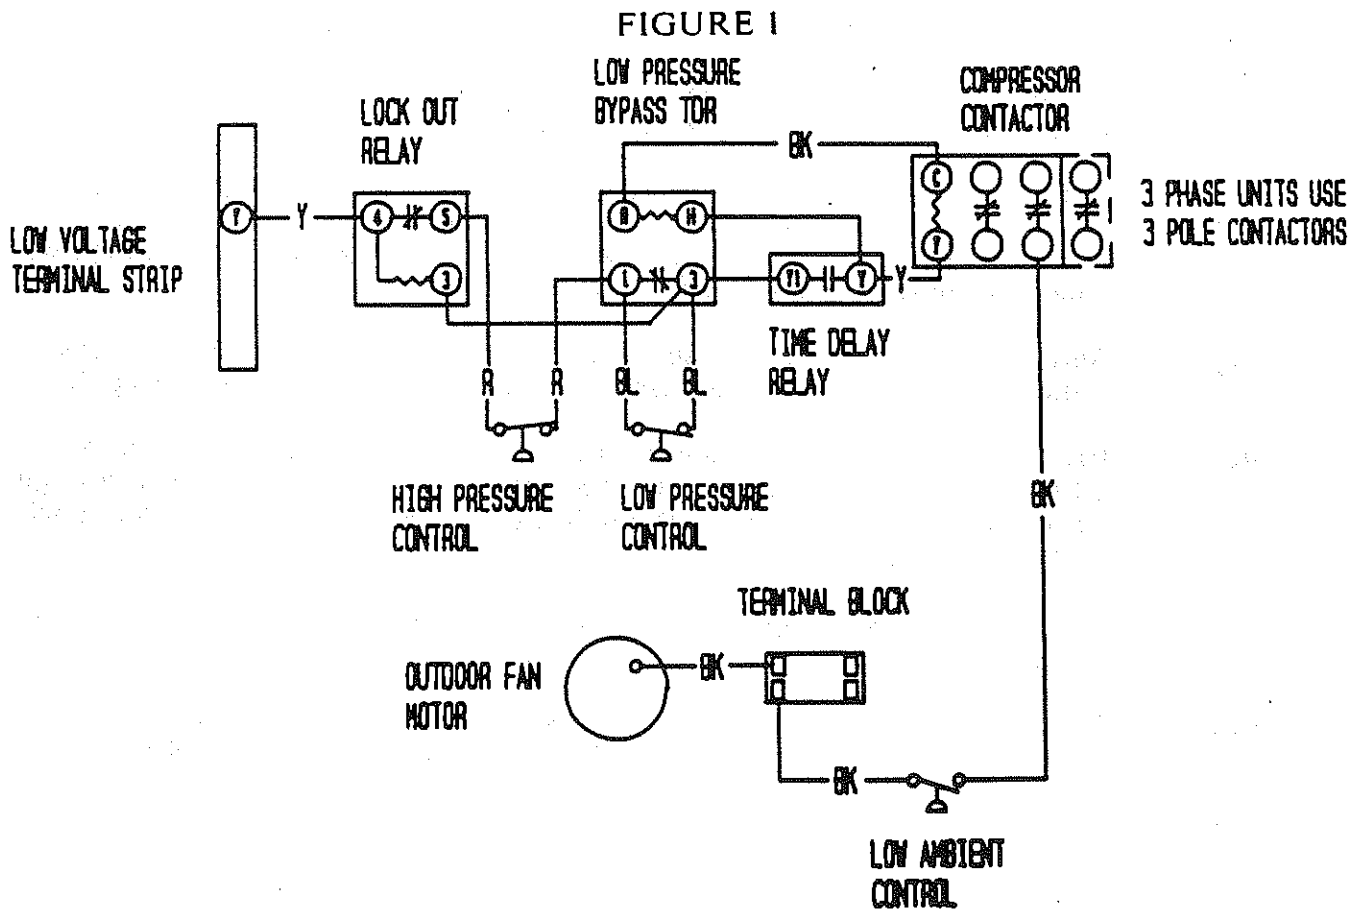 FIGURE 1
LOW PRESSURE
BYPASS TDR
COMPRESSOR
CONTACTOR
LOCK OUT
RELAY
BK
3 PHASE UNITS USE
3 POLE CONTACTORS
C
Y
Y
Y
4
S
H
LOW VOLTAGE
TERMINAL STRIP
3
1
3
Y1
Y
Y
TIME DELAY
RELAY
R
R
BL
BL
HIGH PRESSURE
CONTROL
LOW PRESSURE
CONTROL
BK
TERMINAL BLOCK
OUTDOOR FAN
MOTOR
BK
BK
LOW AMBIENT
CONTROL